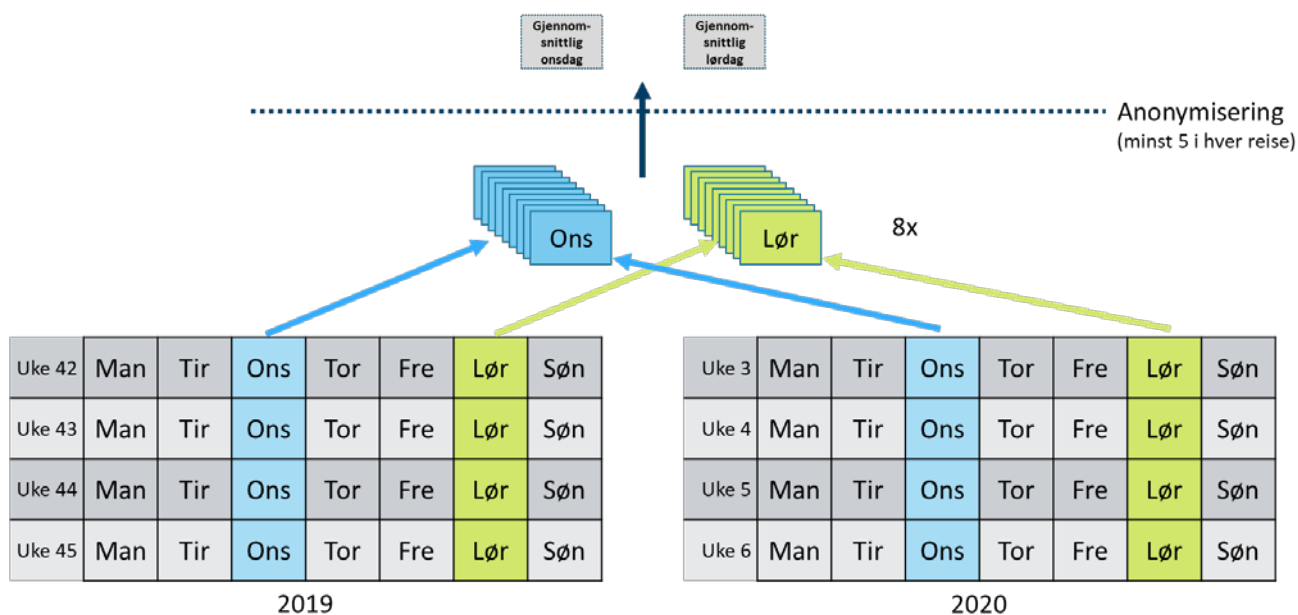 Gjennom-
snittlig
onsdag
Gjennom-
snittlig
lørdag
Anonymisering
(minst 5 i hver reise)
Ons
Lør
8x
Uke 42 Man Tir Ons Tor Fre Lør Søn
Uke 43 Man Tir Ons Tor Fre Lør Søn
Uke 44 Man Tir Ons Tor Fre Lør Søn
Uke 45 Man Tir Ons Tor Fre Lør Søn
2019
Uke 3 Man Tir Ons Tor Fre Lør Søn
Uke 4 Man Tir Ons Tor Fre Lør Søn
Uke 5 Man Tir Ons Tor Fre Lør Søn
Uke 6 Man Tir Ons Tor Fre Lør Søn
2020